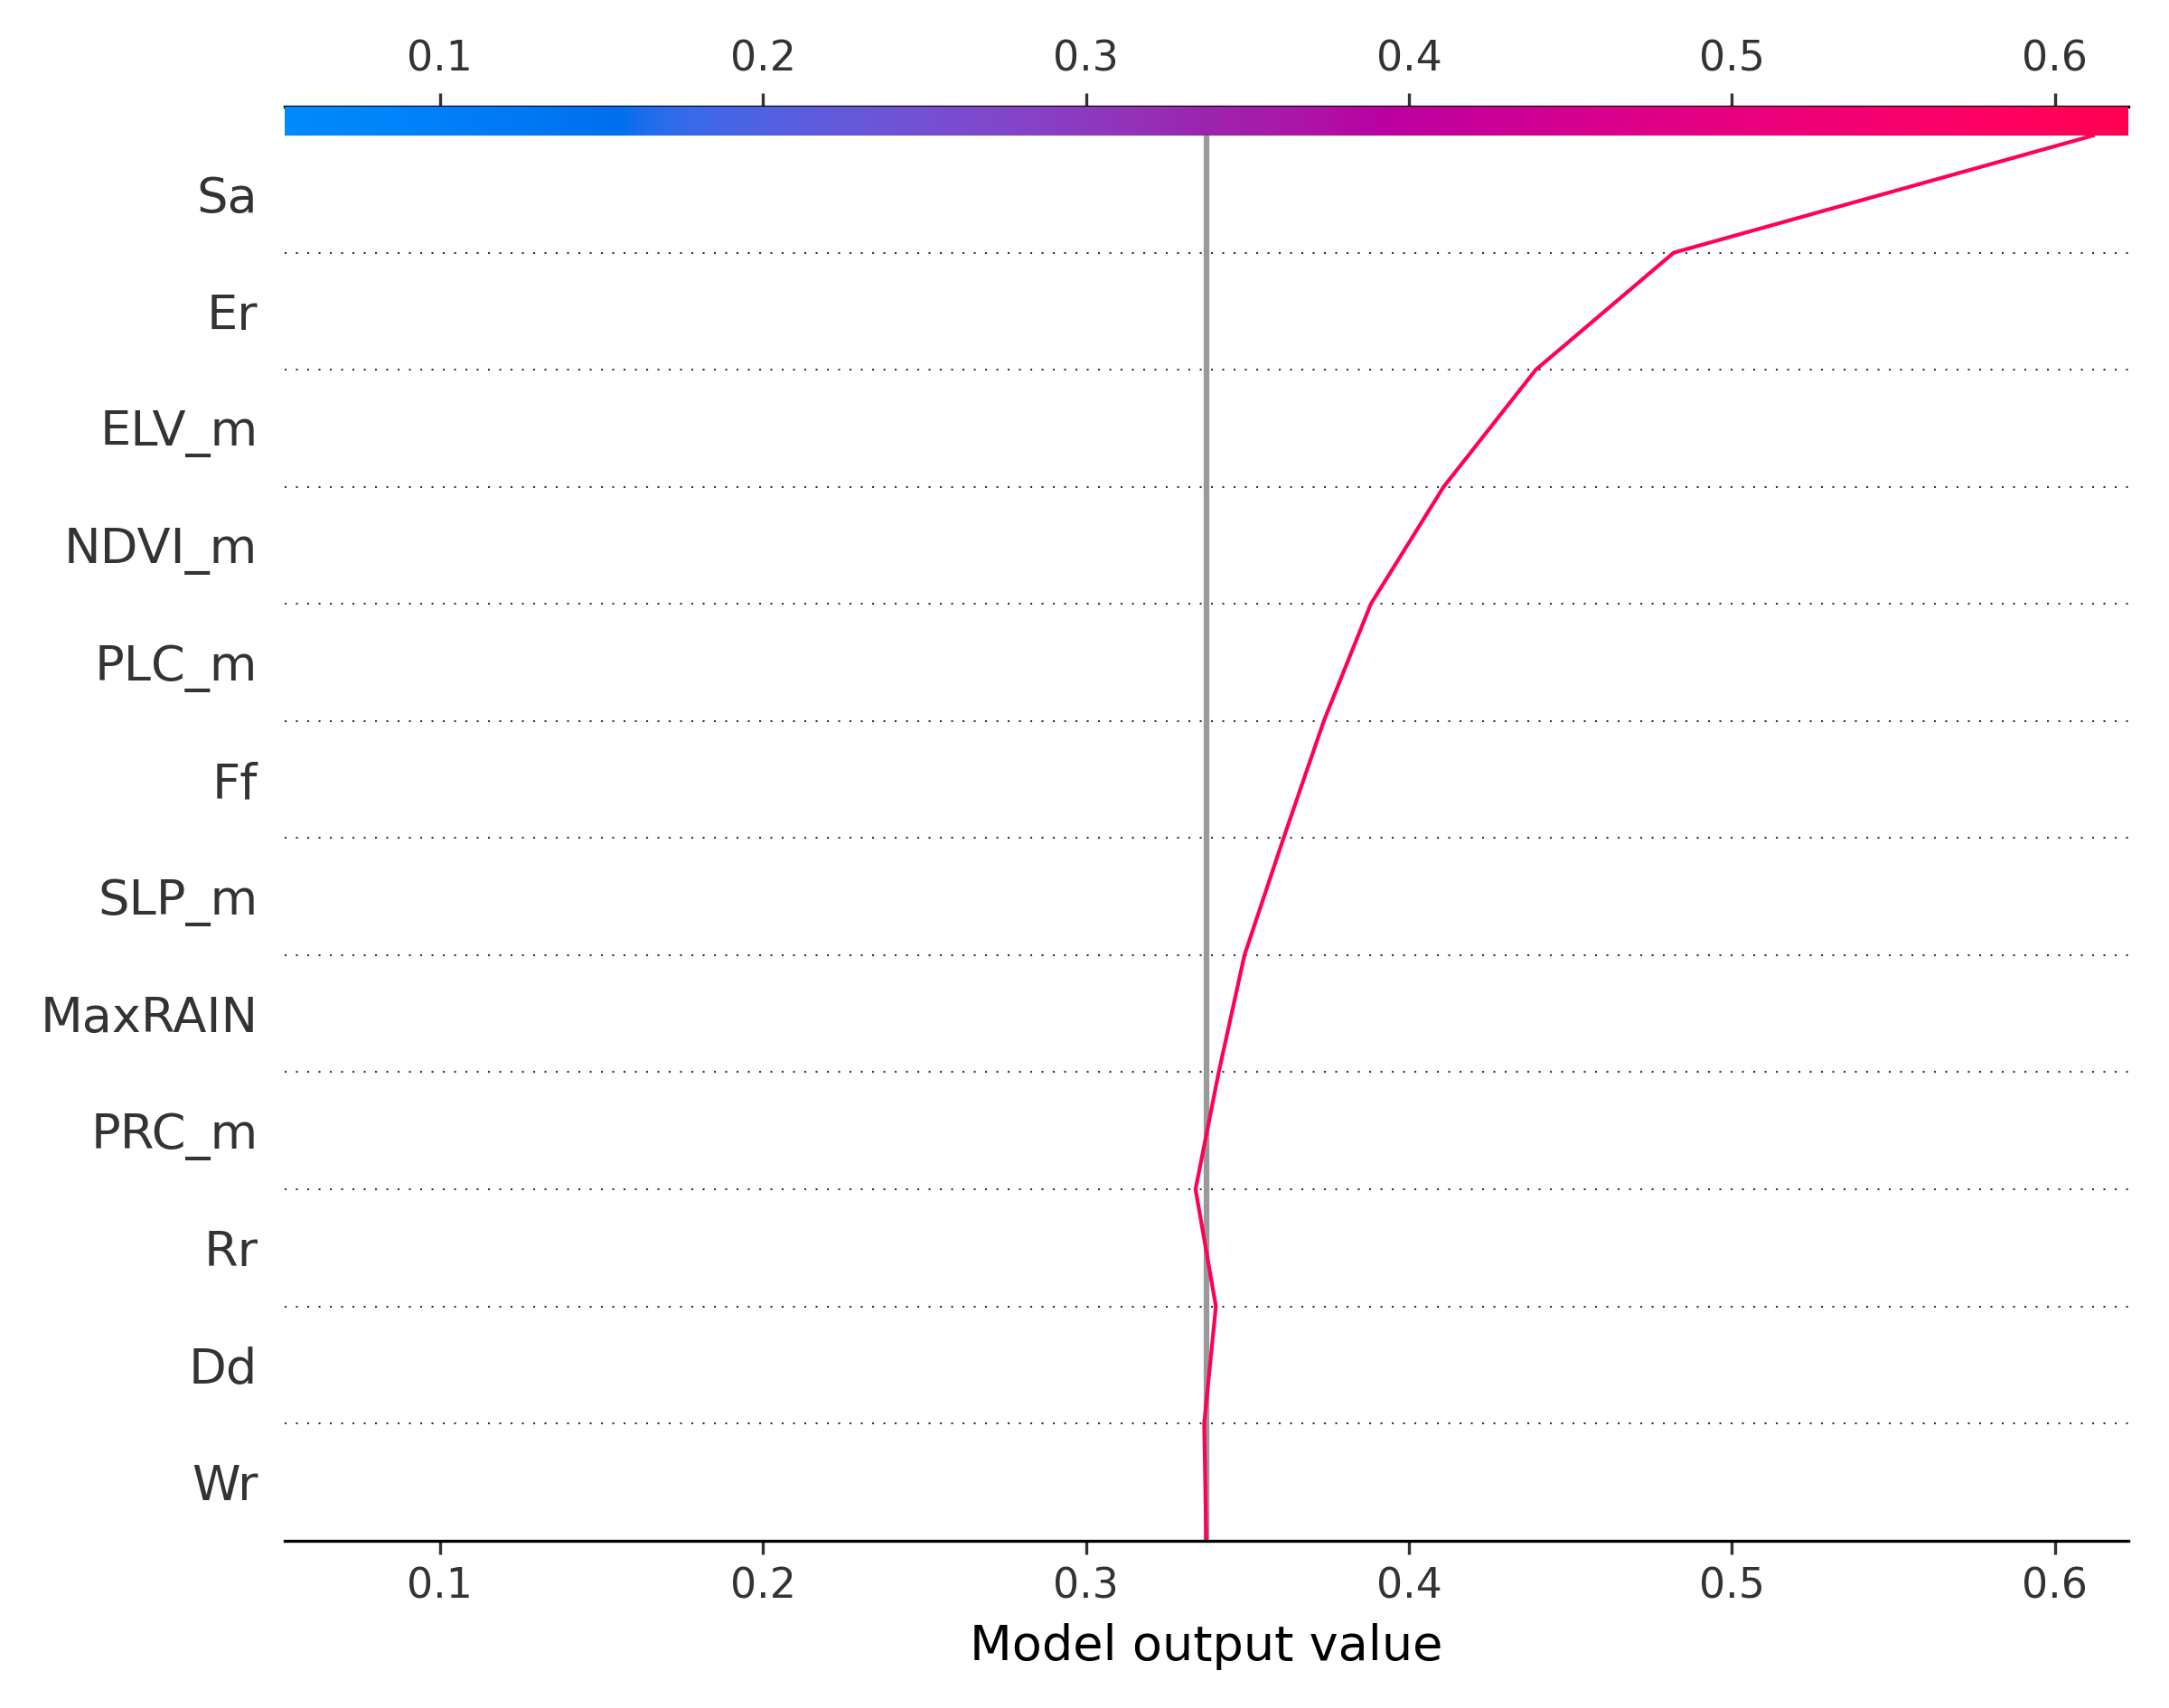 0.1 0.2 0.3 0.4 0.5 0.6
Sa
Er
ELV_m
NDVI_m
PLC_m
Ff
SLP_m
MaxRAIN
PRC_m
Rr
Dd
Wr
0.1 0.2 0.3 0.4 0.5 0.6
Model output value